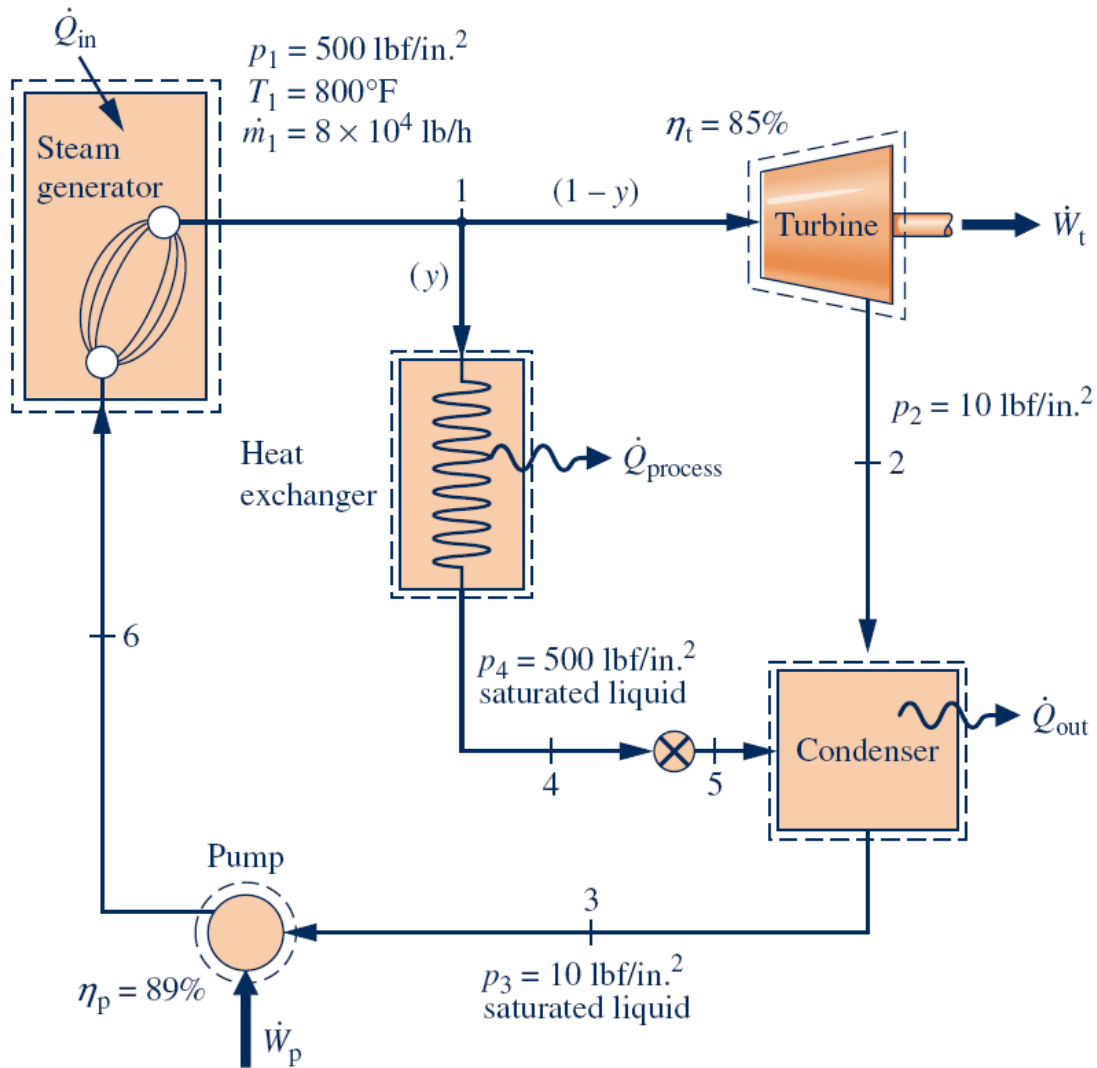 Q̇in
p1 = 500 lbf/in.²
T1 = 800°F
ṁ1 = 8 × 10⁴ lb/h
Steam
generator
1
(1 – y)
ηt = 85%
Turbine
Ẇt
(y)
p2 = 10 lbf/in.²
2
Heat
exchanger
Q̇process
6
p4 = 500 lbf/in.²
saturated liquid
4
5
Condenser
Q̇out
Pump
3
p3 = 10 lbf/in.²
saturated liquid
ηp = 89%
Ẇp